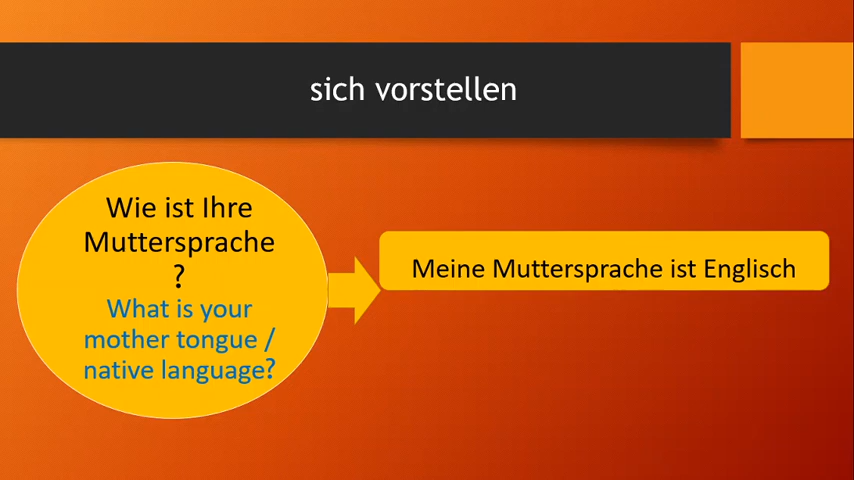 sich vorstellen
Wie ist Ihre
Muttersprache
?
What is your
mother tongue /
native language?
Meine Muttersprache ist Englisch